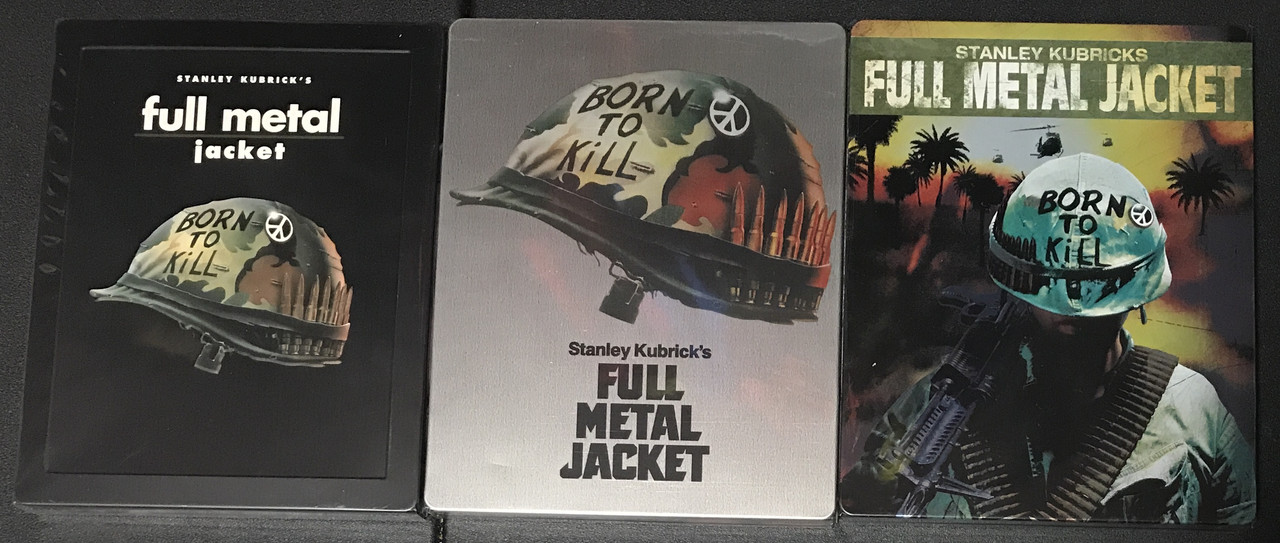 STANLEY KUBRICK'S
full metal
jacket
BORN
TO
KiLL
BORN
TO
KiLL
Stanley Kubrick's
FULL
METAL
JACKET
STANLEY KUBRICKS
FULL METAL JACKET
BORN
TO
KiLL